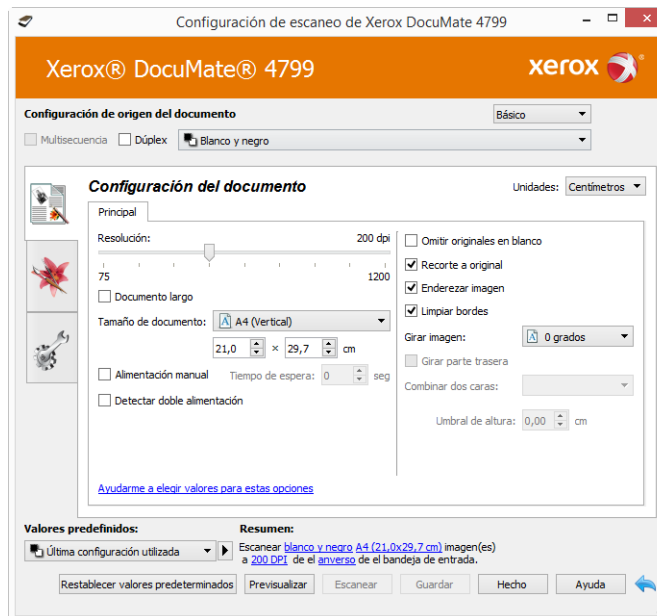 Configuración de escaneo de Xerox DocuMate 4799
Xerox® DocuMate® 4799
xerox
Configuración de origen del documento
Básico
Multisecuencia
Dúplex
Blanco y negro
Configuración del documento
Unidades: Centímetros
Principal
Resolución: 200 dpi
75 1200
Documento largo
Tamaño de documento: A4 (Vertical)
21,0 × 29,7 cm
Alimentación manual Tiempo de espera: 0 seg
Detectar doble alimentación
Omitir originales en blanco
Recorte a original
Enderezar imagen
Limpiar bordes
Girar imagen: 0 grados
Girar parte trasera
Combinar dos caras:
Umbral de altura: 0,00 cm
Ayudarme a elegir valores para estas opciones
Valores predefinidos:
Última configuración utilizada
Resumen:
Escanear blanco y negro A4 (21,0x29,7 cm) imagen(es)
a 200 DPI de el anverso de el bandeja de entrada.
Restablecer valores predeterminados Previsualizar Escanear Guardar Hecho Ayuda